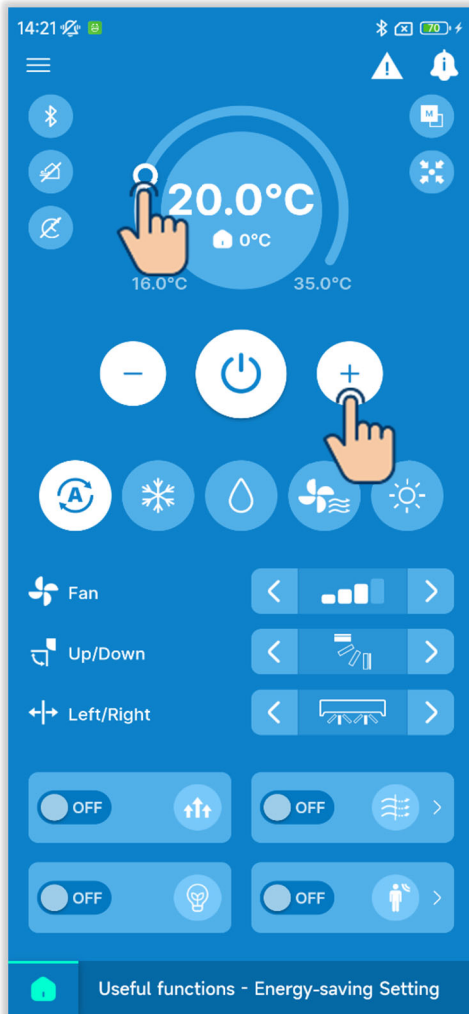 14:21
70
20.0°C
0°C
16.0°C 35.0°C
A
M
Fan
Up/Down
Left/Right
OFF OFF
OFF OFF
Useful functions - Energy-saving Setting